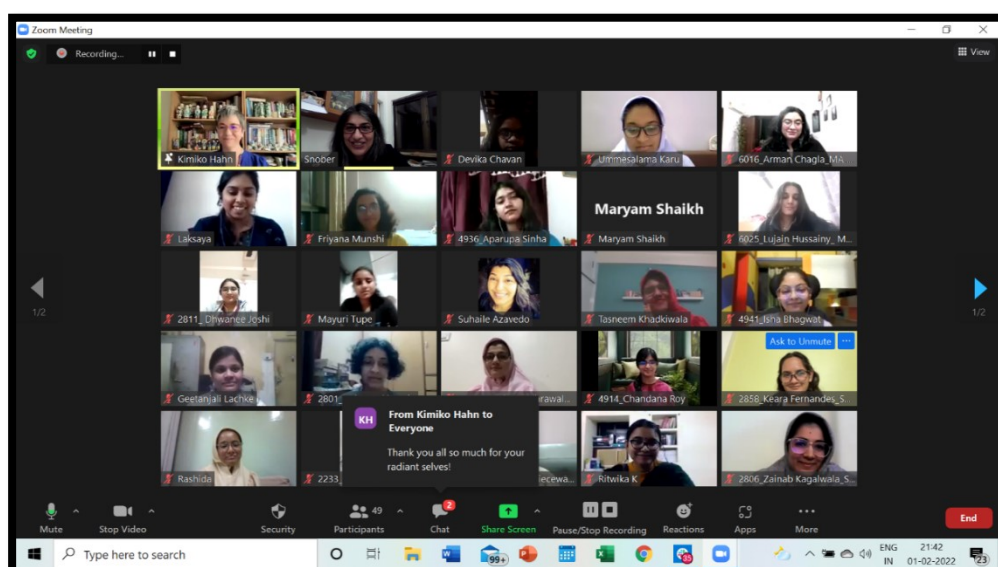 Zoom Meeting
Recording...
View
Kimiko Hahn
Snober
Devika Chavan
Ummesalama Karu
6016_Arman Chagla_MA
Laksaya
Friyana Munshi
4936_Aparupa Sinha
Maryam Shaikh
Maryam Shaikh
6025_Lujain Hussainy_ M...
1/2
2811_ Dhwanee Joshi
Mayuri Tupe
Suhaile Azavedo
Tasneem Khadkiwala
4941_Isha Bhagwat
1/2
Ask to Unmute
Geetanjali Lachke
2801
rawal...
4914_Chandana Roy
2858_Keara Fernandes_S...
KH
From Kimiko Hahn to
Everyone
Thank you all so much for your
radiant selves!
Rashida
2233
ecewa...
Ritwika K
2806_Zainab Kagalwala_S...
Mute
Stop Video
Security
49
Participants
2
Chat
Share Screen
Pause/Stop Recording
Reactions
Apps
More
End
Type here to search
99+
ENG
IN
21:42
01-02-2022
23